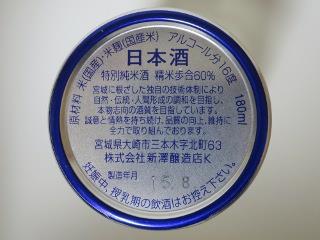 原材料 米(国産)・米麹(国産米) アルコール分16度 180ml
日本酒
特別純米酒 精米歩合60%
宮城に根ざした独自の技術体制により
自然・伝統・人間形成の調和を目指し、
本物志向の酒質を目指しています。
誠意と情熱を持ち続け、品質の向上、維持に
全力で取り組んでおります。
宮城県大崎市三本木字北町63
株式会社新澤醸造店K
製造年月 15.8
妊娠中、授乳期の飲酒はお控え下さい。